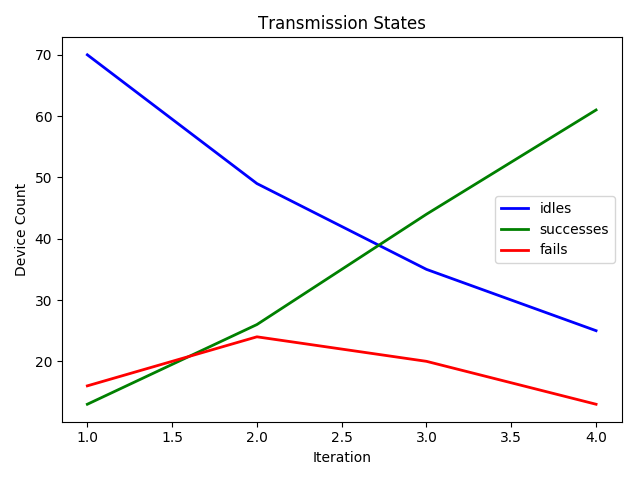 Transmission States
Device Count
70
60
50
40
30
20
idles
successes
fails
1.0 1.5 2.0 2.5 3.0 3.5 4.0
Iteration